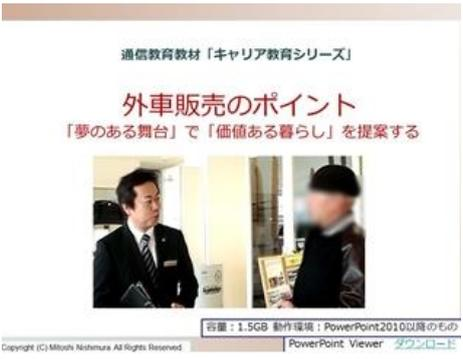 通信教育教材「キャリア教育シリーズ」
外車販売のポイント
「夢のある舞台」で「価値ある暮らし」を提案する
容量：1.5GB 動作環境：PowerPoint2010以降のもの
Copyright (C) Mitoshi Nishimura All Rights Reserved
PowerPoint Viewer ダウンロード